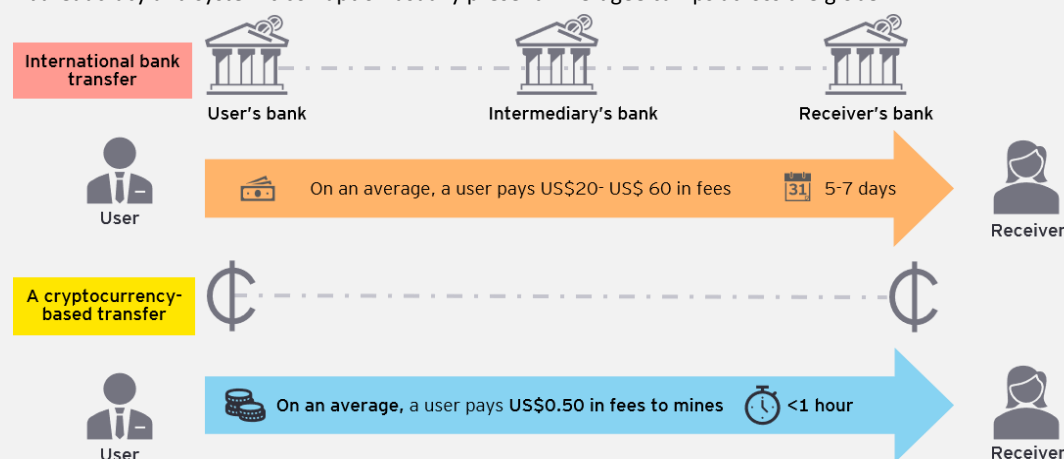 International bank
transfer
User's bank
Intermediary's bank
Receiver's bank
On an average, a user pays US$20- US$ 60 in fees
31
5-7 days
User
Receiver
A cryptocurrency-
based transfer
On an average, a user pays US$0.50 in fees to mines
<1 hour
User
Receiver